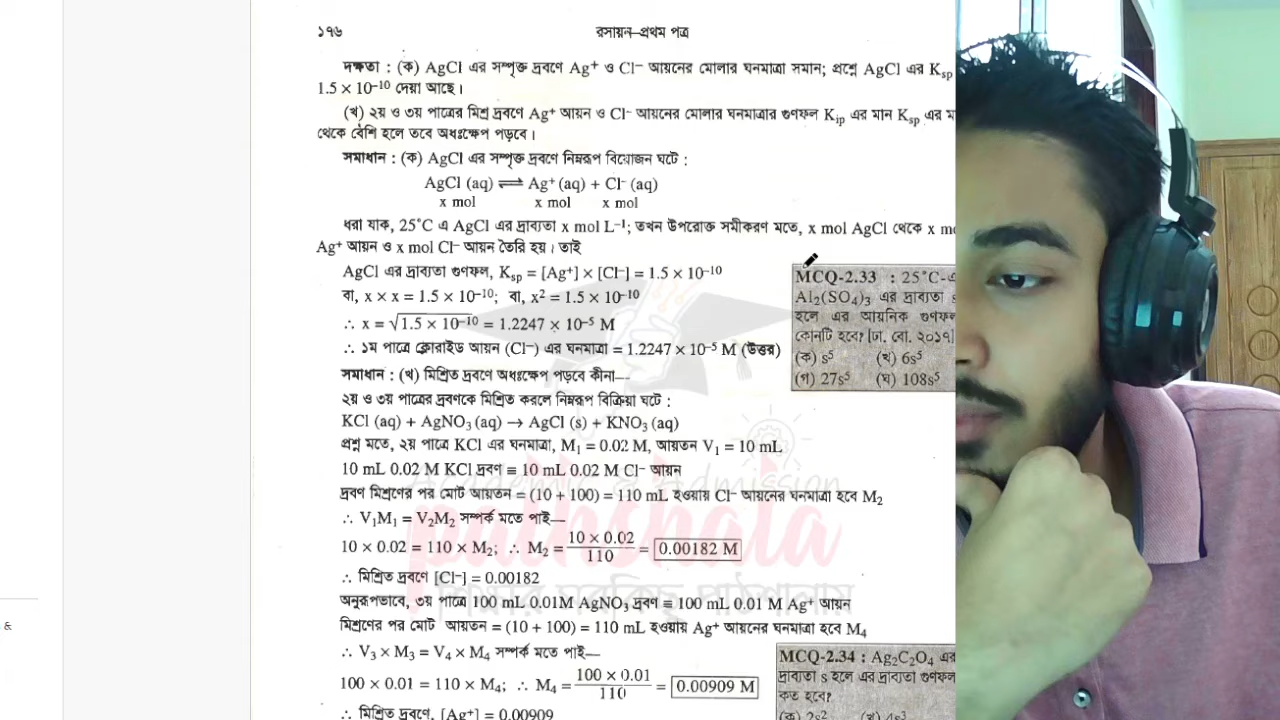 ১৭৬
রসায়ন—প্রথম পত্র
দক্ষতা : (ক) AgCl এর সম্পৃক্ত দ্রবণে Ag⁺ ও Cl⁻ আয়নের মোলার ঘনমাত্রা সমান; প্রশ্নে AgCl এর Ksp
1.5 × 10⁻¹⁰ দেয়া আছে।
(খ) ২য় ও ৩য় পাত্রের মিশ্র দ্রবণে Ag⁺ আয়ন ও Cl⁻ আয়নের মোলার ঘনমাত্রার গুণফল Kip এর মান Ksp এর
থেকে বেশি হলে তবে অধঃক্ষেপ পড়বে।
সমাধান : (ক) AgCl এর সম্পৃক্ত দ্রবণে নিম্নরূপ বিয়োজন ঘটে :
AgCl (aq) ⇌ Ag⁺ (aq) + Cl⁻ (aq)
x mol x mol x mol
ধরা যাক, 25°C এ AgCl এর দ্রাব্যতা x mol L⁻¹; তখন উপরোক্ত সমীকরণ মতে, x mol AgCl থেকে x
Ag⁺ আয়ন ও x mol Cl⁻ আয়ন তৈরি হয়। তাই
AgCl এর দ্রাব্যতা গুণফল, Ksp = [Ag⁺] × [Cl⁻] = 1.5 × 10⁻¹⁰
বা, x × x = 1.5 × 10⁻¹⁰; বা, x² = 1.5 × 10⁻¹⁰
∴ x = √1.5 × 10⁻¹⁰ = 1.2247 × 10⁻⁵ M
∴ ১ম পাত্রে ক্লোরাইড আয়ন (Cl⁻) এর ঘনমাত্রা = 1.2247 × 10⁻⁵ M (উত্তর)
MCQ-2.33 : 25°C-এ
Al₂(SO₄)₃ এর দ্রাব্যতা s
হলে এর আয়নিক গুণফল
কোনটি হবে? [ঢা. বো. ২০১৭]
(ক) s⁵ (খ) 6s⁵
(গ) 27s⁵ (ঘ) 108s⁵
সমাধান : (খ) মিশ্রিত দ্রবণে অধঃক্ষেপ পড়বে কীনা—
২য় ও ৩য় পাত্রের দ্রবণকে মিশ্রিত করলে নিম্নরূপ বিক্রিয়া ঘটে :
KCl (aq) + AgNO₃ (aq) → AgCl (s) + KNO₃ (aq)
প্রশ্ন মতে, ২য় পাত্রে KCl এর ঘনমাত্রা, M₁ = 0.02 M, আয়তন V₁ = 10 mL
10 mL 0.02 M KCl দ্রবণ ≡ 10 mL 0.02 M Cl⁻ আয়ন
দ্রবণ মিশ্রণের পর মোট আয়তন = (10 + 100) = 110 mL হওয়ায় Cl⁻ আয়নের ঘনমাত্রা হবে M₂
∴ V₁M₁ = V₂M₂ সম্পর্ক মতে পাই—
10 × 0.02 = 110 × M₂; ∴ M₂ = 10 × 0.02 / 110 = 0.00182 M
∴ মিশ্রিত দ্রবণে [Cl⁻] = 0.00182
অনুরূপভাবে, ৩য় পাত্রে 100 mL 0.01M AgNO₃ দ্রবণ ≡ 100 mL 0.01 M Ag⁺ আয়ন
মিশ্রণের পর মোট আয়তন = (10 + 100) = 110 mL হওয়ায় Ag⁺ আয়নের ঘনমাত্রা হবে M₄
∴ V₃ × M₃ = V₄ × M₄ সম্পর্ক মতে পাই—
100 × 0.01 = 110 × M₄; ∴ M₄ = 100 × 0.01 / 110 = 0.00909 M
∴ মিশ্রিত দ্রবণে, [Ag⁺] = 0.00909
MCQ-2.34 : Ag₂C₂O₄ এর
দ্রাব্যতা s হলে এর দ্রাব্যতা গুণফল
কত হবে?
(ক) 2s² (খ) 4s³
Academic & Admission
pathshala
&